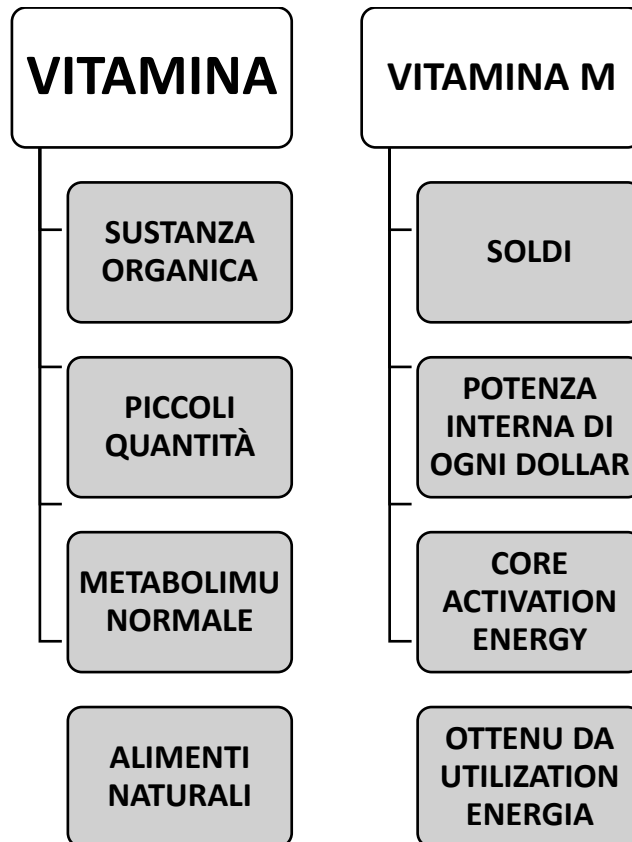 VITAMINA
SUSTANZA
ORGANICA
PICCOLI
QUANTITÀ
METABOLIMU
NORMALE
ALIMENTI
NATURALI
VITAMINA M
SOLDI
POTENZA
INTERNA DI
OGNI DOLLAR
CORE
ACTIVATION
ENERGY
OTTENU DA
UTILIZATION
ENERGIA